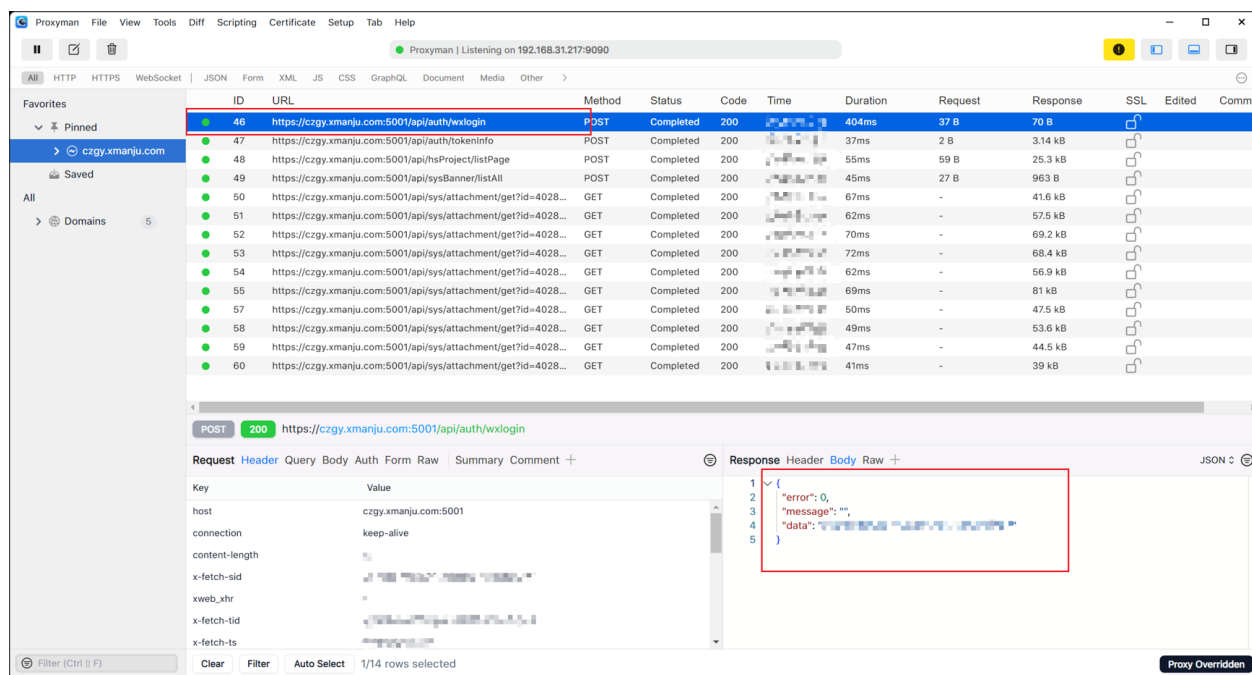 Proxyman File View Tools Diff Scripting Certificate Setup Tab Help
Proxyman | Listening on 192.168.31.217:9090
All HTTP HTTPS WebSocket JSON Form XML JS CSS GraphQL Document Media Other
Favorites
Pinned
czgy.xmanju.com
Saved
All
Domains 5
ID URL Method Status Code Time Duration Request Response SSL Edited Comm
46 https://czgy.xmanju.com:5001/api/auth/wxlogin POST Completed 200 404ms 37 B 70 B
47 https://czgy.xmanju.com:5001/api/auth/tokenInfo POST Completed 200 37ms 2 B 3.14 kB
48 https://czgy.xmanju.com:5001/api/hsProject/listPage POST Completed 200 55ms 59 B 25.3 kB
49 https://czgy.xmanju.com:5001/api/sysBanner/listAll POST Completed 200 45ms 27 B 963 B
50 https://czgy.xmanju.com:5001/api/sys/attachment/get?id=4028... GET Completed 200 67ms - 41.6 kB
51 https://czgy.xmanju.com:5001/api/sys/attachment/get?id=4028... GET Completed 200 62ms - 57.5 kB
52 https://czgy.xmanju.com:5001/api/sys/attachment/get?id=4028... GET Completed 200 70ms - 69.2 kB
53 https://czgy.xmanju.com:5001/api/sys/attachment/get?id=4028... GET Completed 200 72ms - 68.4 kB
54 https://czgy.xmanju.com:5001/api/sys/attachment/get?id=4028... GET Completed 200 62ms - 56.9 kB
55 https://czgy.xmanju.com:5001/api/sys/attachment/get?id=4028... GET Completed 200 69ms - 81 kB
57 https://czgy.xmanju.com:5001/api/sys/attachment/get?id=4028... GET Completed 200 50ms - 47.5 kB
58 https://czgy.xmanju.com:5001/api/sys/attachment/get?id=4028... GET Completed 200 49ms - 53.6 kB
59 https://czgy.xmanju.com:5001/api/sys/attachment/get?id=4028... GET Completed 200 47ms - 44.5 kB
60 https://czgy.xmanju.com:5001/api/sys/attachment/get?id=4028... GET Completed 200 41ms - 39 kB
POST 200 https://czgy.xmanju.com:5001/api/auth/wxlogin
Request Header Query Body Auth Form Raw Summary Comment +
Key Value
host czgy.xmanju.com:5001
connection keep-alive
content-length
x-fetch-sid
xweb_xhr
x-fetch-tid
x-fetch-ts
Response Header Body Raw + JSON
1 {
2 "error": 0,
3 "message": "",
4 "data": " "
5 }
Filter (Ctrl ⇧ F) Clear Filter Auto Select 1/14 rows selected Proxy Overridden